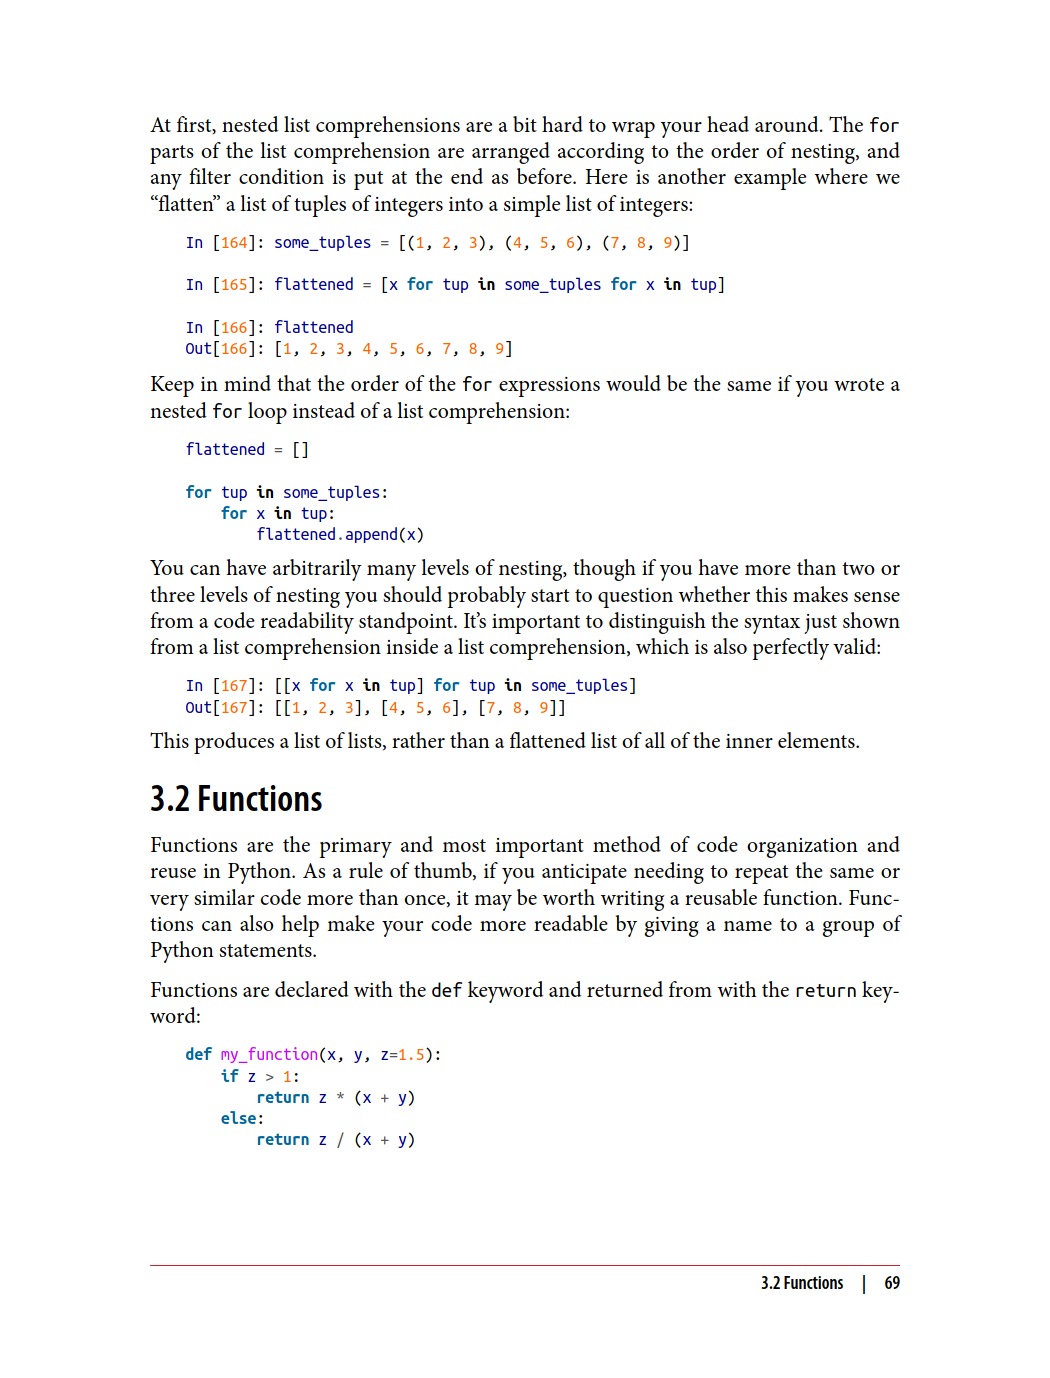 At first, nested list comprehensions are a bit hard to wrap your head around. The for
parts of the list comprehension are arranged according to the order of nesting, and
any filter condition is put at the end as before. Here is another example where we
“flatten” a list of tuples of integers into a simple list of integers:
In [164]: some_tuples = [(1, 2, 3), (4, 5, 6), (7, 8, 9)]
In [165]: flattened = [x for tup in some_tuples for x in tup]
In [166]: flattened
Out[166]: [1, 2, 3, 4, 5, 6, 7, 8, 9]
Keep in mind that the order of the for expressions would be the same if you wrote a
nested for loop instead of a list comprehension:
flattened = []
for tup in some_tuples:
    for x in tup:
        flattened.append(x)
You can have arbitrarily many levels of nesting, though if you have more than two or
three levels of nesting you should probably start to question whether this makes sense
from a code readability standpoint. It’s important to distinguish the syntax just shown
from a list comprehension inside a list comprehension, which is also perfectly valid:
In [167]: [[x for x in tup] for tup in some_tuples]
Out[167]: [[1, 2, 3], [4, 5, 6], [7, 8, 9]]
This produces a list of lists, rather than a flattened list of all of the inner elements.
3.2 Functions
Functions are the primary and most important method of code organization and
reuse in Python. As a rule of thumb, if you anticipate needing to repeat the same or
very similar code more than once, it may be worth writing a reusable function. Func-
tions can also help make your code more readable by giving a name to a group of
Python statements.
Functions are declared with the def keyword and returned from with the return key-
word:
def my_function(x, y, z=1.5):
    if z > 1:
        return z * (x + y)
    else:
        return z / (x + y)
3.2 Functions | 69